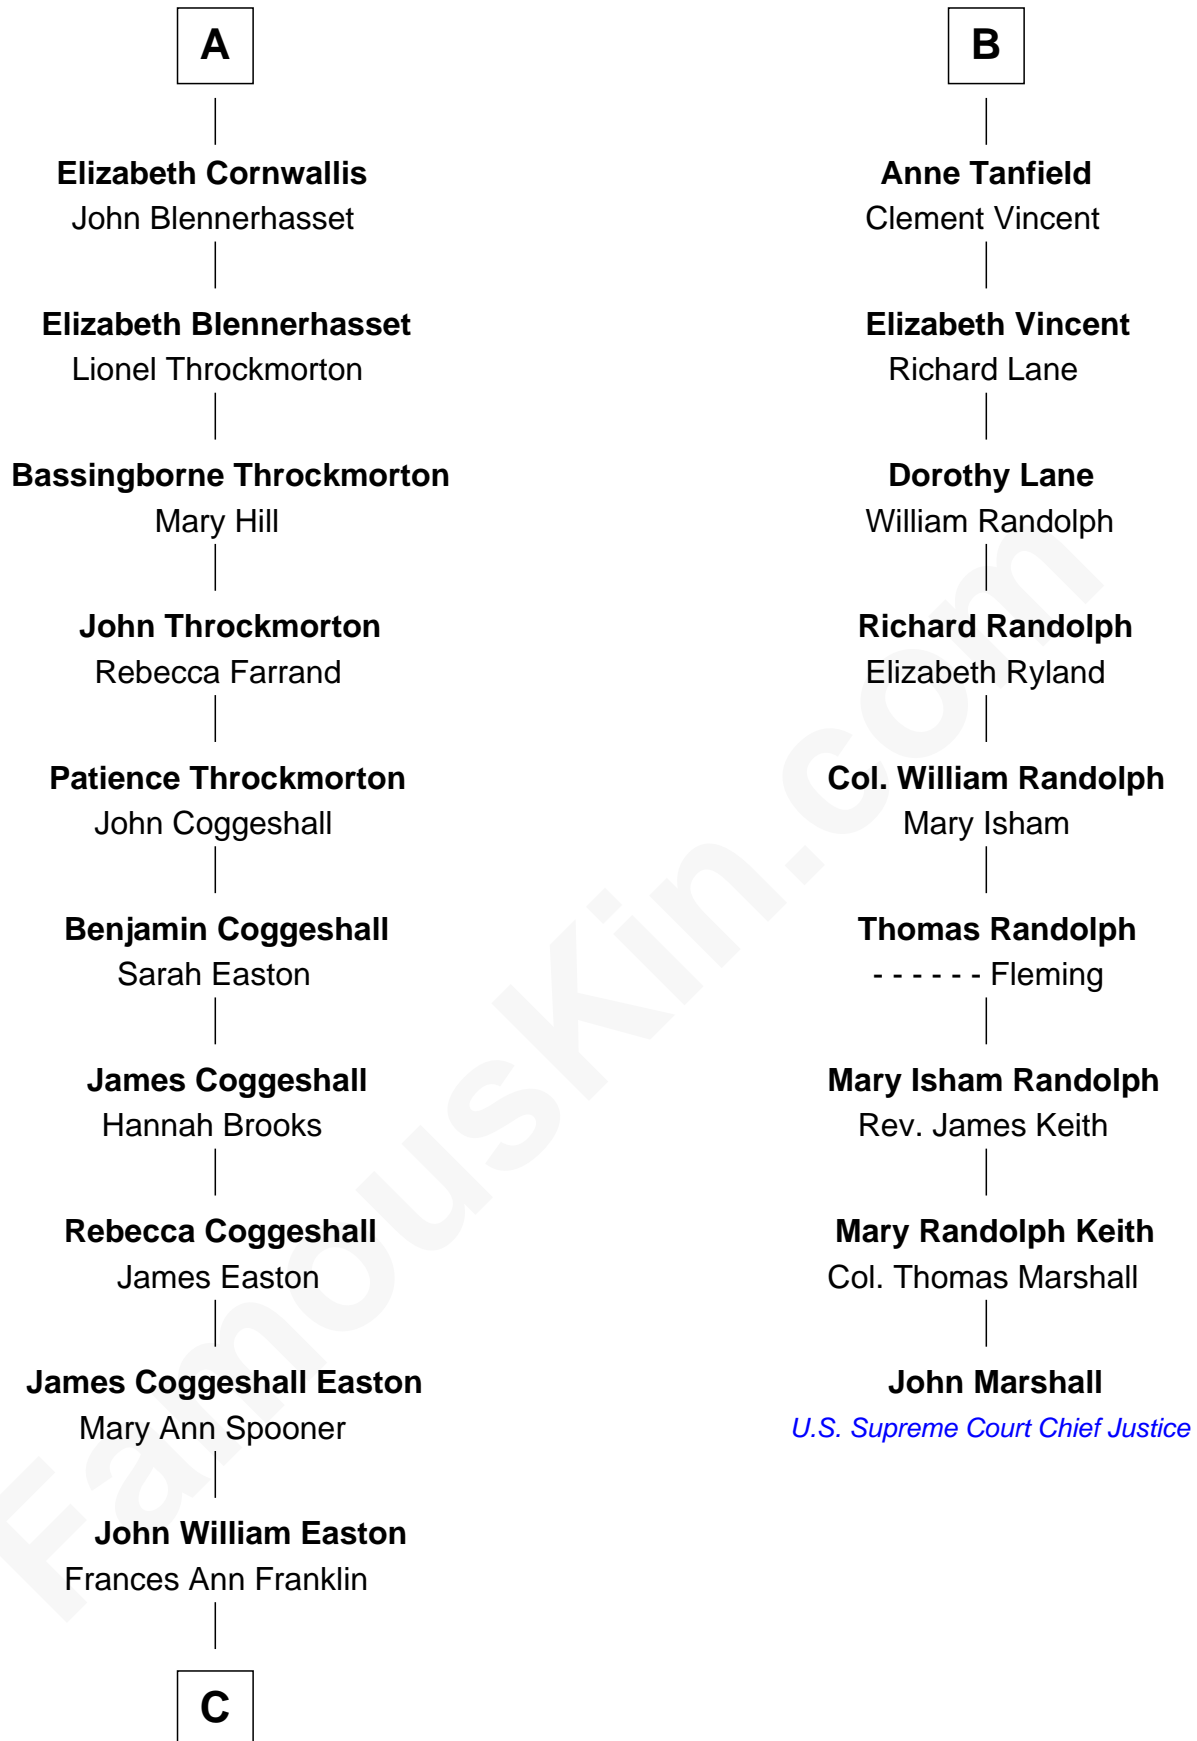 A
Elizabeth Cornwallis
John Blennerhasset
Elizabeth Blennerhasset
Lionel Throckmorton
Bassingborne Throckmorton
Mary Hill
John Throckmorton
Rebecca Farrand
Patience Throckmorton
John Coggeshall
Benjamin Coggeshall
Sarah Easton
James Coggeshall
Hannah Brooks
Rebecca Coggeshall
James Easton
James Coggeshall Easton
Mary Ann Spooner
John William Easton
Frances Ann Franklin
C
B
Anne Tanfield
Clement Vincent
Elizabeth Vincent
Richard Lane
Dorothy Lane
William Randolph
Richard Randolph
Elizabeth Ryland
Col. William Randolph
Mary Isham
Thomas Randolph
- - - - - - Fleming
Mary Isham Randolph
Rev. James Keith
Mary Randolph Keith
Col. Thomas Marshall
John Marshall
U.S. Supreme Court Chief Justice
FamousKin.com